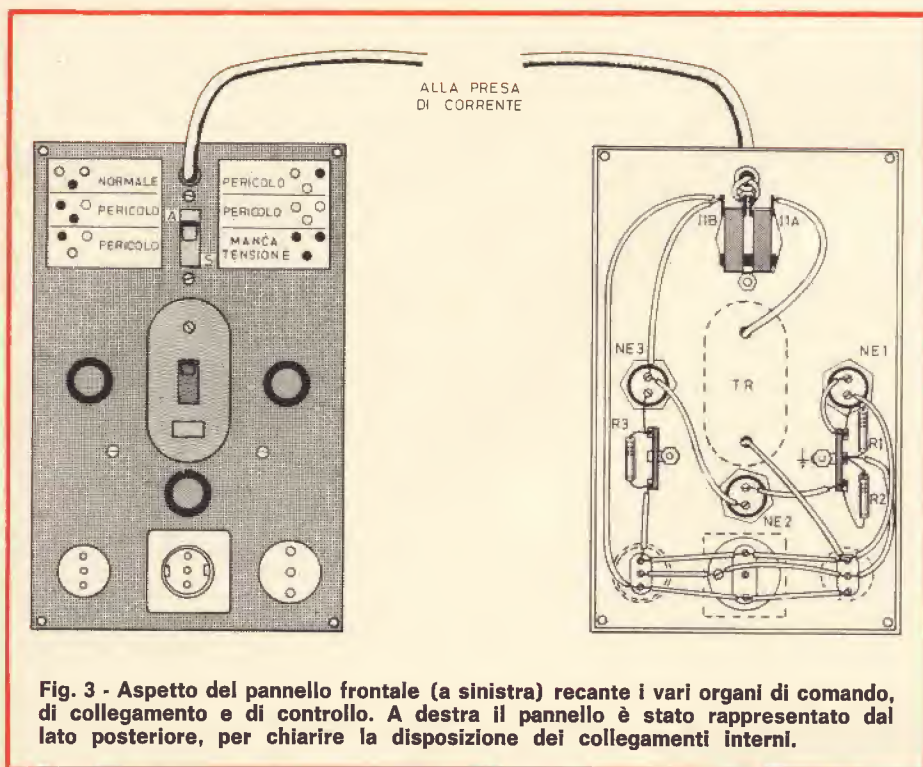 ALLA PRESA
DI CORRENTE
NORMALE
PERICOLO
PERICOLO
A
S
PERICOLO
PERICOLO
MANCA
TENSIONE
I1B
I1A
NE3
NE1
TR
R3
R1
R2
NE2
Fig. 3 - Aspetto del pannello frontale (a sinistra) recante i vari organi di comando,
di collegamento e di controllo. A destra il pannello è stato rappresentato dal
lato posteriore, per chiarire la disposizione dei collegamenti interni.